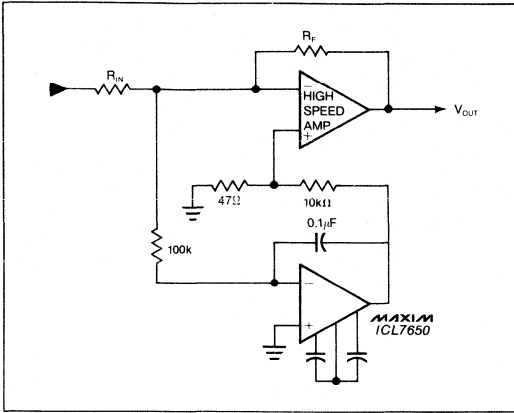 R_F
R_IN
−
HIGH
SPEED
AMP
+
V_OUT
47Ω
10kΩ
0.1μF
100k
−
+
MAXIM
ICL7650